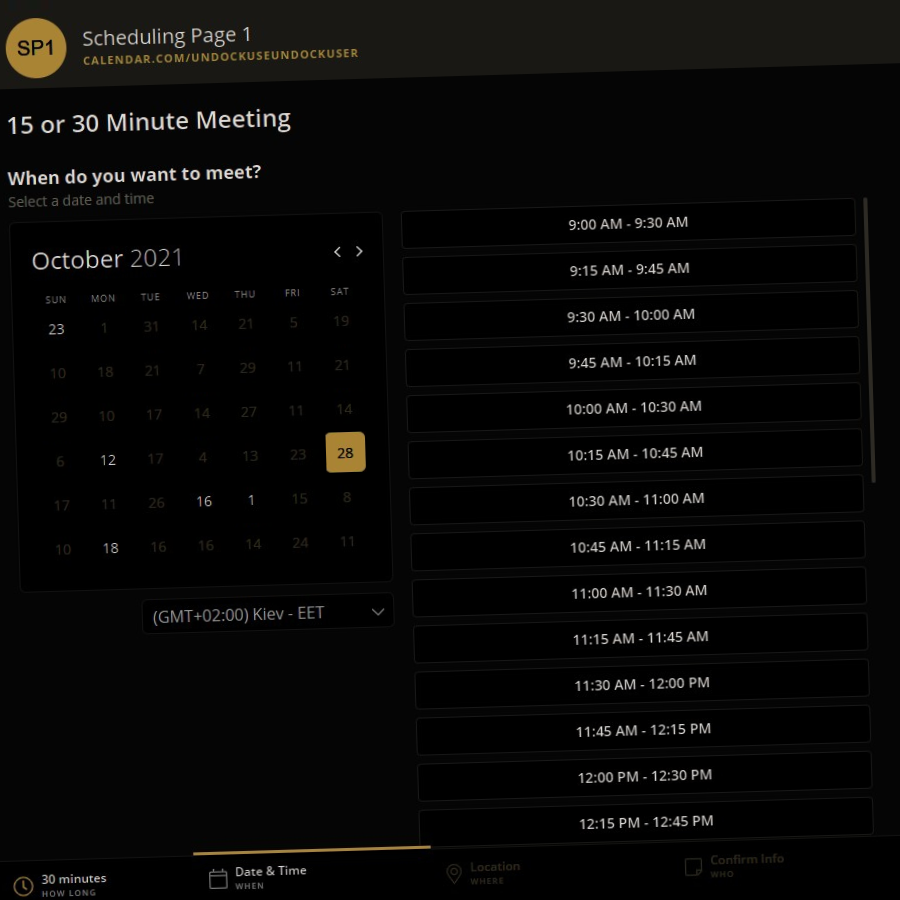 SP1
Scheduling Page 1
CALENDAR.COM/UNDOCKUSEUNDOCKUSER
15 or 30 Minute Meeting
When do you want to meet?
Select a date and time
October 2021
SUN MON TUE WED THU FRI SAT
23 1 31 14 21 5 19
10 18 21 7 29 11 21
29 10 17 14 27 11 14
6 12 17 4 13 23 28
17 11 26 16 1 15 8
10 18 16 16 14 24 11
(GMT+02:00) Kiev - EET
9:00 AM - 9:30 AM
9:15 AM - 9:45 AM
9:30 AM - 10:00 AM
9:45 AM - 10:15 AM
10:00 AM - 10:30 AM
10:15 AM - 10:45 AM
10:30 AM - 11:00 AM
10:45 AM - 11:15 AM
11:00 AM - 11:30 AM
11:15 AM - 11:45 AM
11:30 AM - 12:00 PM
11:45 AM - 12:15 PM
12:00 PM - 12:30 PM
12:15 PM - 12:45 PM
30 minutes
HOW LONG
Date & Time
WHEN
Location
WHERE
Confirm Info
WHO